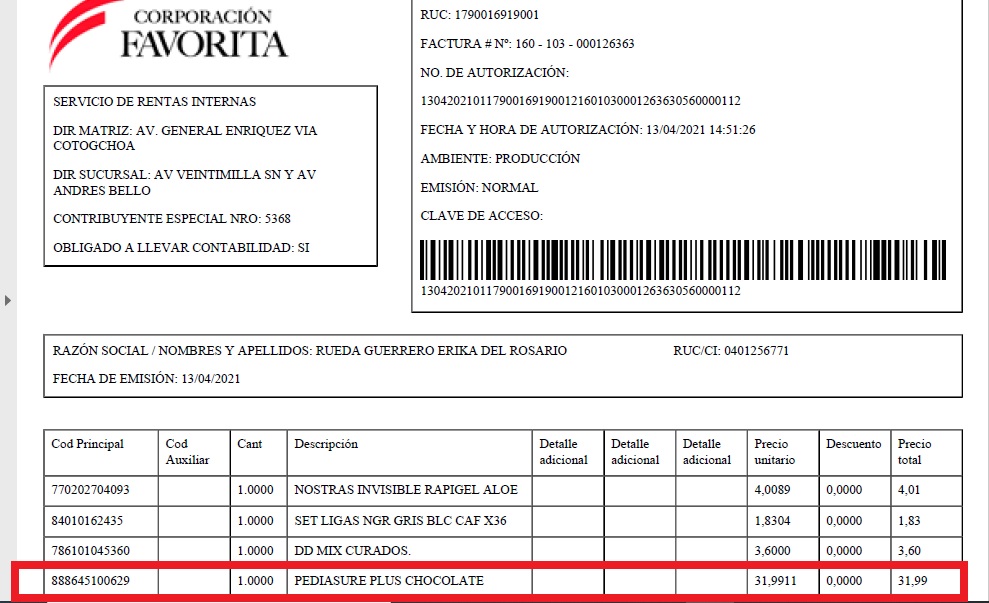 CORPORACIÓN
FAVORITA
SERVICIO DE RENTAS INTERNAS
DIR MATRIZ: AV. GENERAL ENRIQUEZ VIA
COTOGCHOA
DIR SUCURSAL: AV VEINTIMILLA SN Y AV
ANDRES BELLO
CONTRIBUYENTE ESPECIAL NRO: 5368
OBLIGADO A LLEVAR CONTABILIDAD: SI
RUC: 1790016919001
FACTURA # Nº: 160 - 103 - 000126363
NO. DE AUTORIZACIÓN:
1304202101179001691900121601030001263630560000112
FECHA Y HORA DE AUTORIZACIÓN: 13/04/2021 14:51:26
AMBIENTE: PRODUCCIÓN
EMISIÓN: NORMAL
CLAVE DE ACCESO:
1304202101179001691900121601030001263630560000112
RAZÓN SOCIAL / NOMBRES Y APELLIDOS: RUEDA GUERRERO ERIKA DEL ROSARIO RUC/CI: 0401256771
FECHA DE EMISIÓN: 13/04/2021
Cod Principal Cod Auxiliar Cant Descripción Detalle adicional Detalle adicional Detalle adicional Precio unitario Descuento Precio total
770202704093 1.0000 NOSTRAS INVISIBLE RAPIGEL ALOE 4,0089 0,0000 4,01
84010162435 1.0000 SET LIGAS NGR GRIS BLC CAF X36 1,8304 0,0000 1,83
786101045360 1.0000 DD MIX CURADOS. 3,6000 0,0000 3,60
888645100629 1.0000 PEDIASURE PLUS CHOCOLATE 31,9911 0,0000 31,99